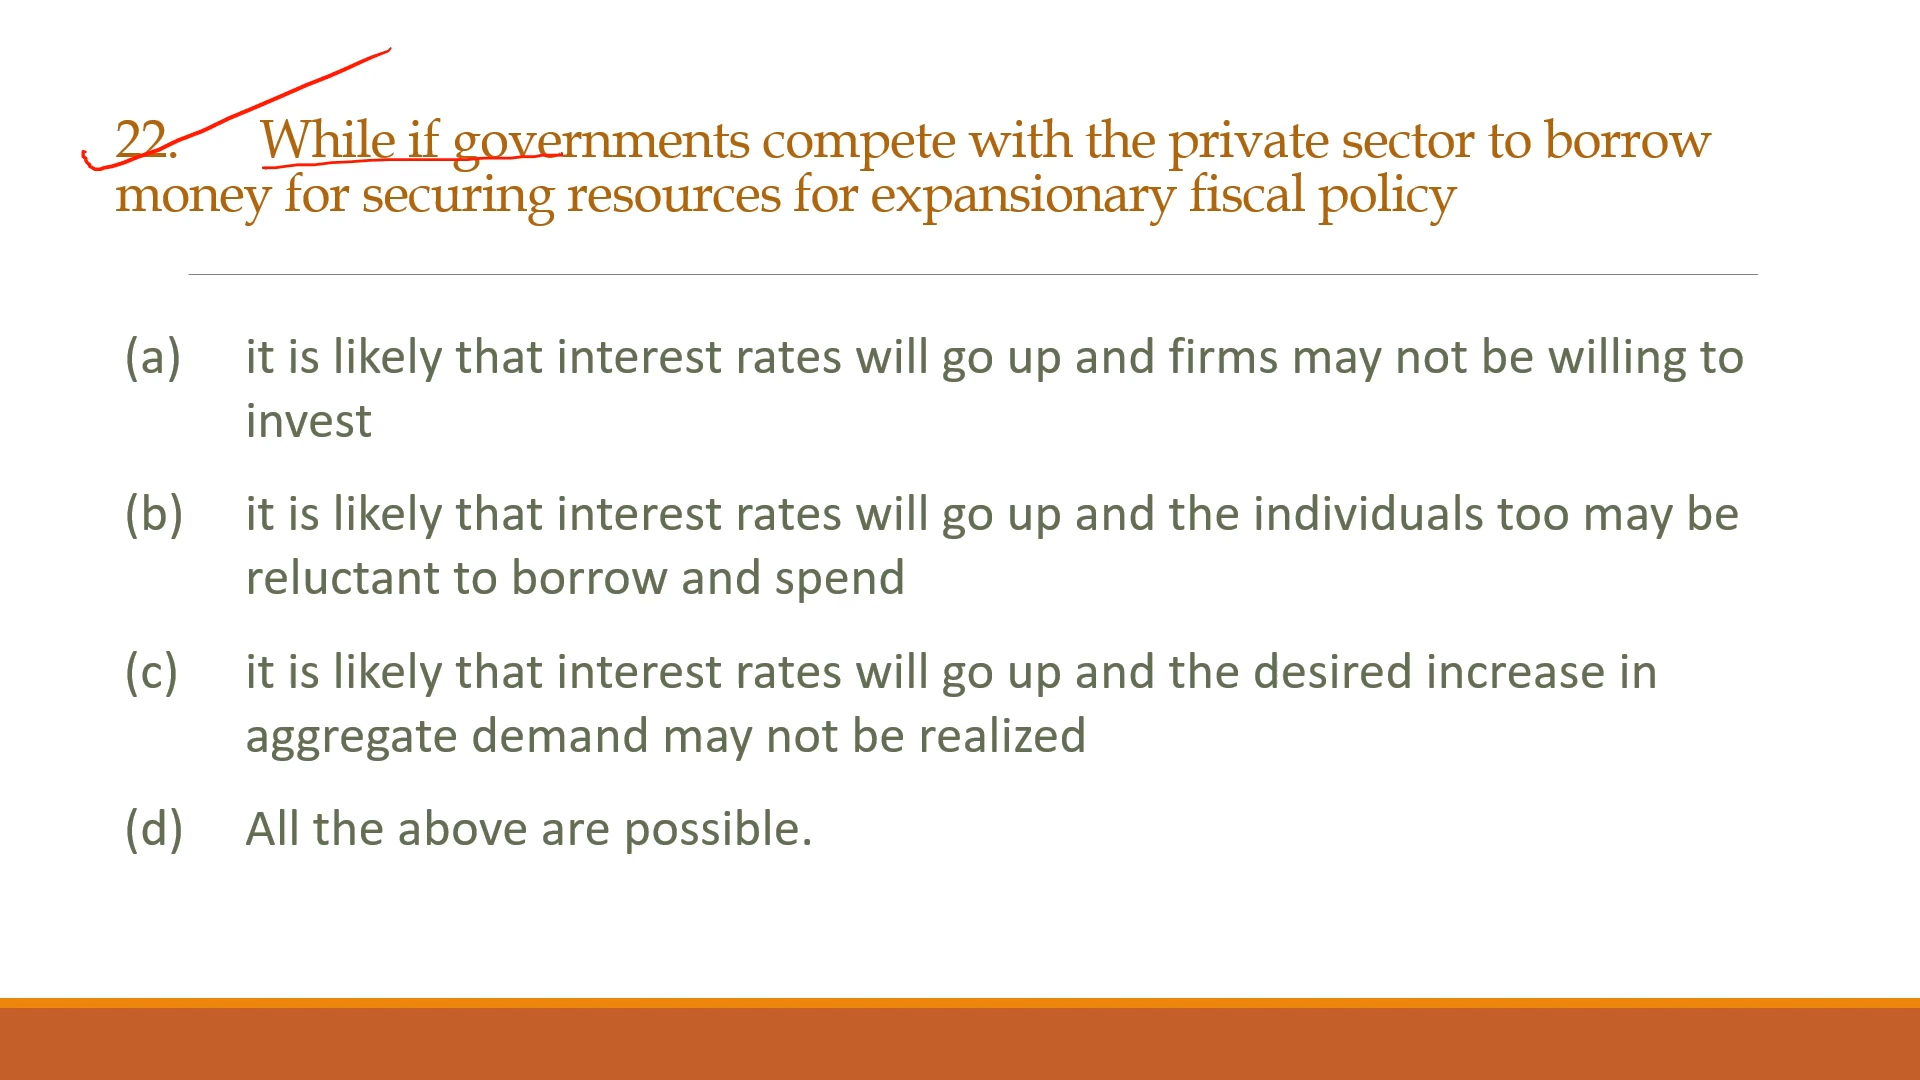 22. While if governments compete with the private sector to borrow
money for securing resources for expansionary fiscal policy
(a) it is likely that interest rates will go up and firms may not be willing to
invest
(b) it is likely that interest rates will go up and the individuals too may be
reluctant to borrow and spend
(c) it is likely that interest rates will go up and the desired increase in
aggregate demand may not be realized
(d) All the above are possible.